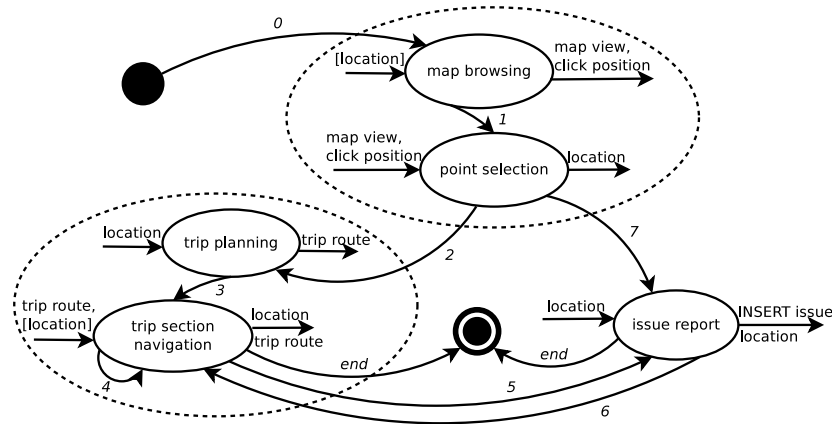 0
[location]
map browsing
map view,
click position
1
map view,
click position
point selection
location
2
7
location
trip planning
trip route
3
trip route,
[location]
trip section
navigation
location
trip route
4
end
end
location
issue report
INSERT issue
location
5
6